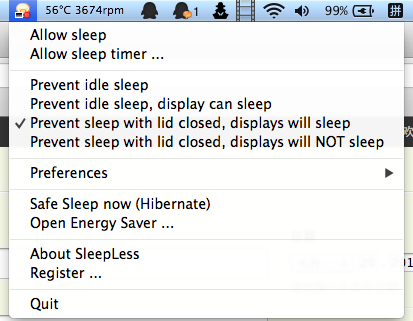 56°C 3674rpm 1 99% 拼
Allow sleep
Allow sleep timer ...
Prevent idle sleep
Prevent idle sleep, display can sleep
Prevent sleep with lid closed, displays will sleep
Prevent sleep with lid closed, displays will NOT sleep
Preferences
Safe Sleep now (Hibernate)
Open Energy Saver ...
About SleepLess
Register ...
Quit